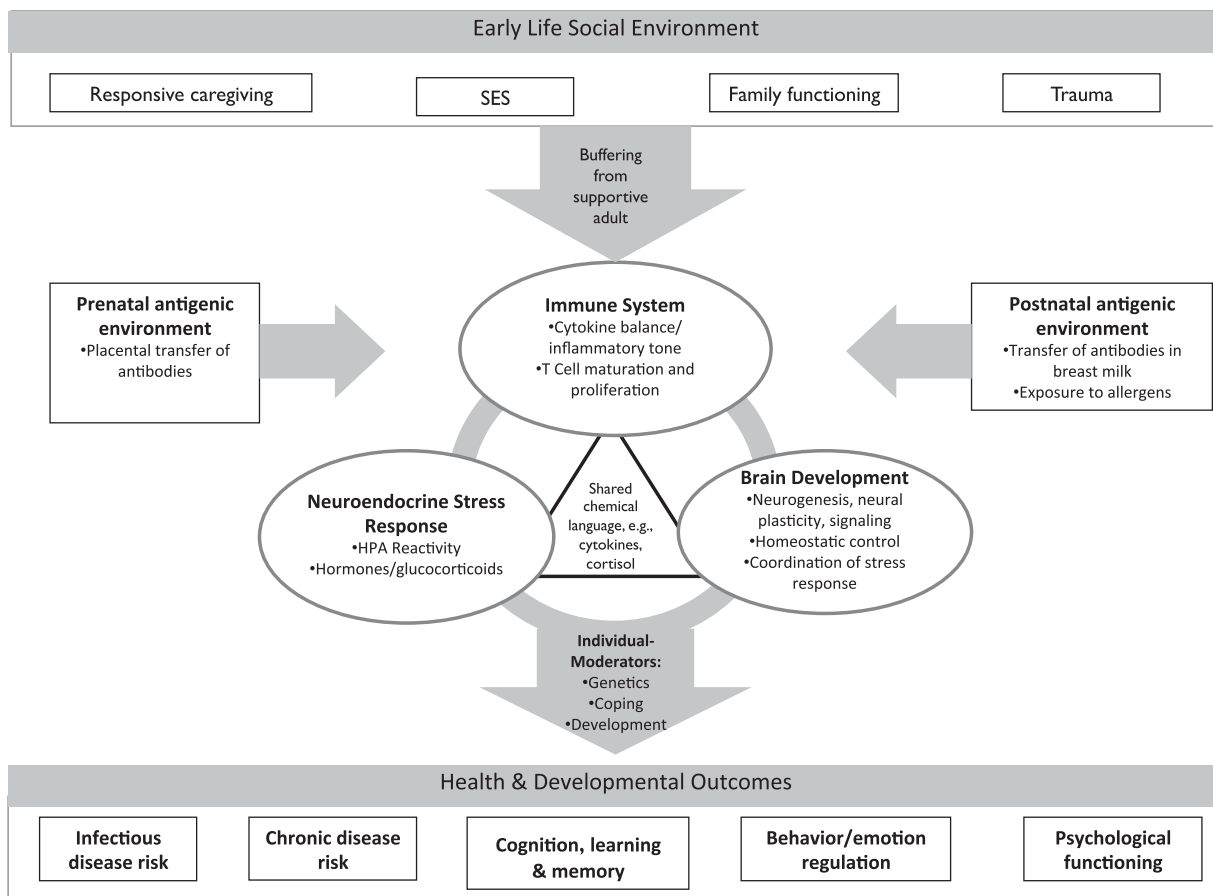 Early Life Social Environment
Responsive caregiving
SES
Family functioning
Trauma
Buffering
from
supportive
adult
Prenatal antigenic
environment
•Placental transfer of
antibodies
Immune System
•Cytokine balance/
inflammatory tone
•T Cell maturation and
proliferation
Postnatal antigenic
environment
•Transfer of antibodies in
breast milk
•Exposure to allergens
Neuroendocrine Stress
Response
•HPA Reactivity
•Hormones/glucocorticoids
Shared
chemical
language, e.g.,
cytokines,
cortisol
Brain Development
•Neurogenesis, neural
plasticity, signaling
•Homeostatic control
•Coordination of stress
response
Individual-
Moderators:
•Genetics
•Coping
•Development
Health & Developmental Outcomes
Infectious
disease risk
Chronic disease
risk
Cognition, learning
& memory
Behavior/emotion
regulation
Psychological
functioning